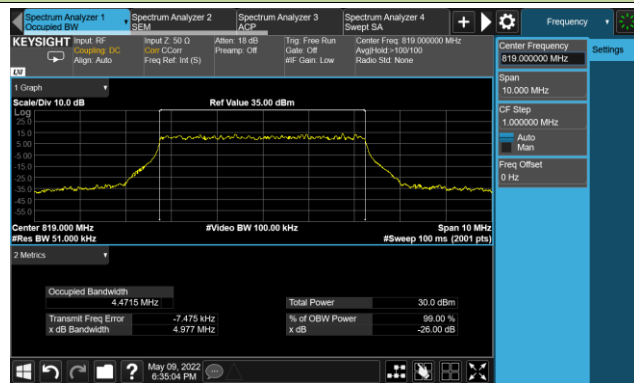 Spectrum Analyzer 1
Occupied BW
Spectrum Analyzer 2
SEM
Spectrum Analyzer 3
ACP
Spectrum Analyzer 4
Swept SA
Frequency
KEYSIGHT
Input: RF
Coupling: DC
Align: Auto
Input Z: 50 Ω
Corr CCorr
Freq Ref: Int (S)
Atten: 18 dB
Preamp: Off
Trig: Free Run
Gate: Off
#IF Gain: Low
Center Freq: 819.000000 MHz
Avg|Hold:>100/100
Radio Std: None
LXI
1 Graph
Scale/Div 10.0 dB
Ref Value 35.00 dBm
Log
25.0
15.0
5.00
-5.00
-15.0
-25.0
-35.0
-45.0
-55.0
Center 819.000 MHz
#Video BW 100.00 kHz
Span 10 MHz
#Res BW 51.000 kHz
#Sweep 100 ms (2001 pts)
2 Metrics
Occupied Bandwidth
4.4715 MHz
Total Power
30.0 dBm
Transmit Freq Error
-7.475 kHz
% of OBW Power
99.00 %
x dB Bandwidth
4.977 MHz
x dB
-26.00 dB
Center Frequency
819.000000 MHz
Settings
Span
10.000 MHz
CF Step
1.000000 MHz
Auto
Man
Freq Offset
0 Hz
?
May 09, 2022
6:35:04 PM